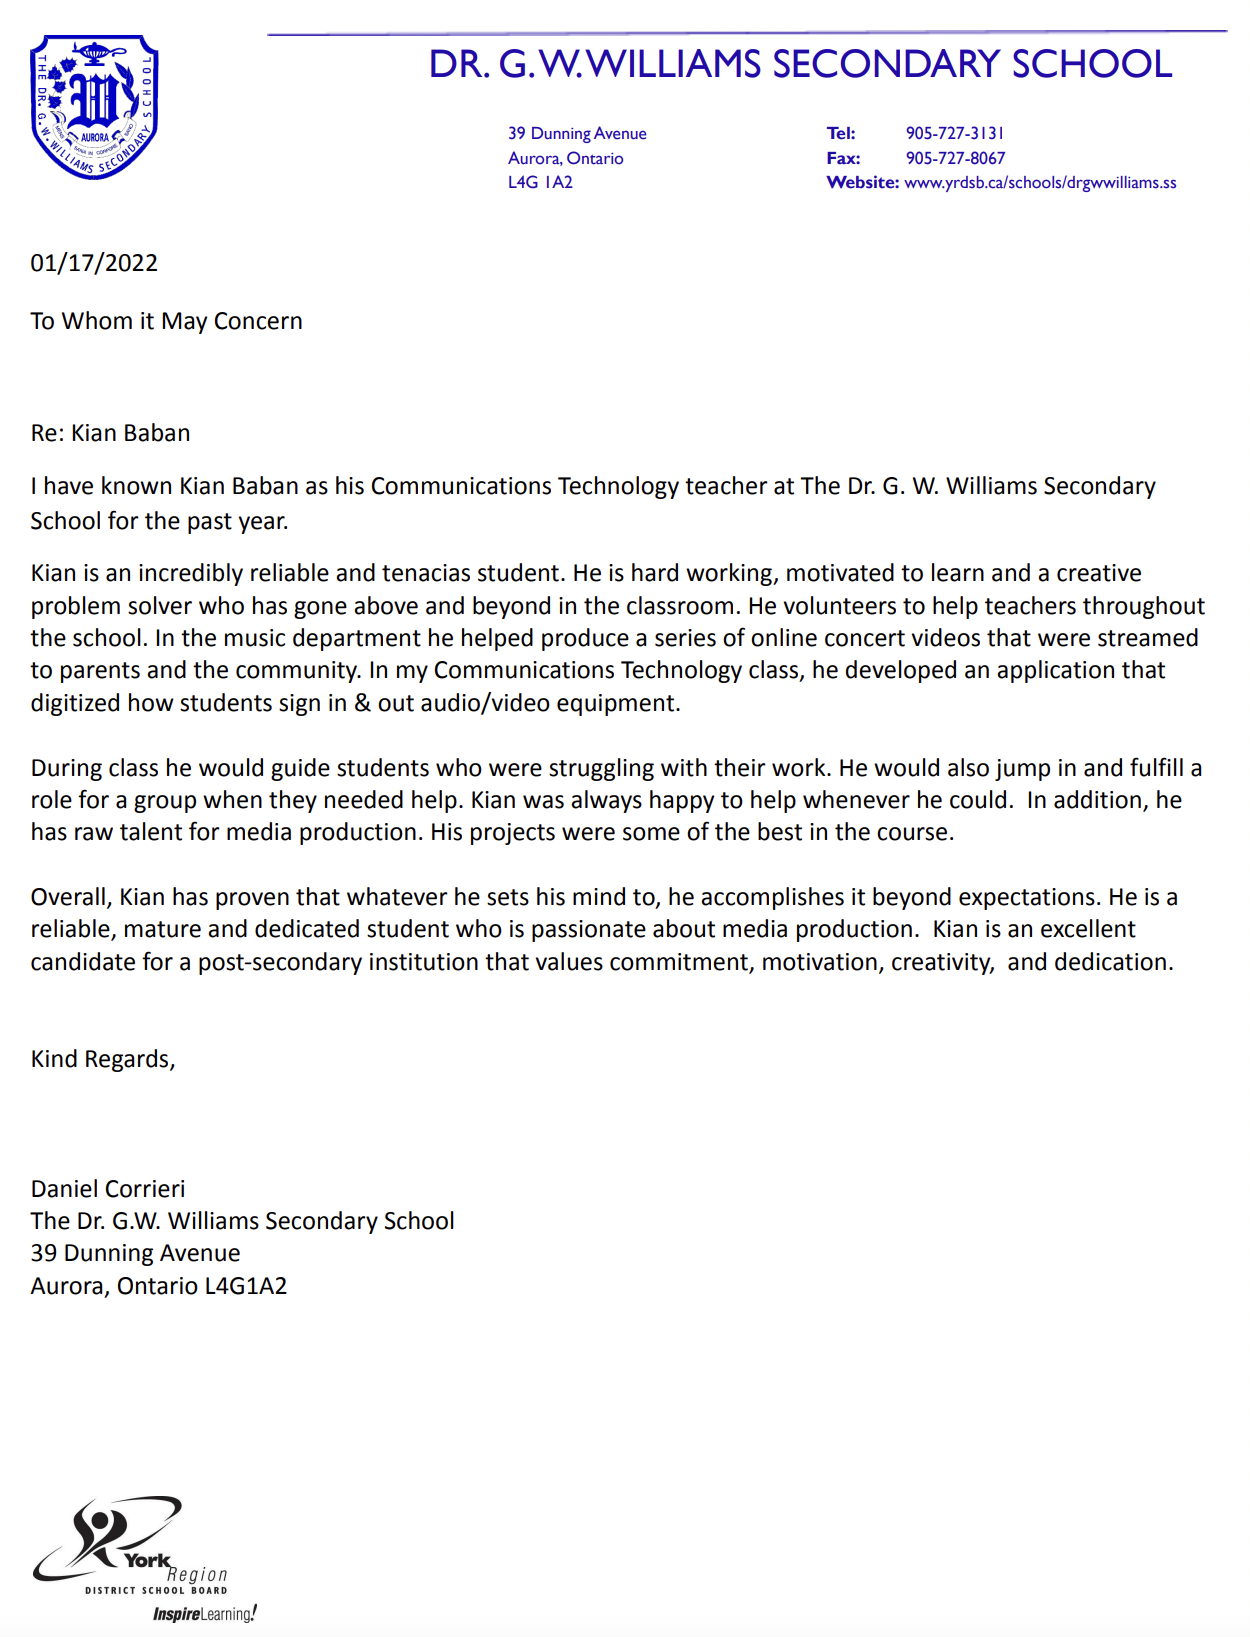 DR. G.W.WILLIAMS SECONDARY SCHOOL
THE DR. G. W. WILLIAMS SECONDARY SCHOOL
AURORA
SANA IN CORPORE
39 Dunning Avenue
Aurora, Ontario
L4G 1A2
Tel: 905-727-3131
Fax: 905-727-8067
Website: www.yrdsb.ca/schools/drgwwilliams.ss
01/17/2022
To Whom it May Concern
Re: Kian Baban
I have known Kian Baban as his Communications Technology teacher at The Dr. G. W. Williams Secondary
School for the past year.
Kian is an incredibly reliable and tenacias student. He is hard working, motivated to learn and a creative
problem solver who has gone above and beyond in the classroom. He volunteers to help teachers throughout
the school. In the music department he helped produce a series of online concert videos that were streamed
to parents and the community. In my Communications Technology class, he developed an application that
digitized how students sign in & out audio/video equipment.
During class he would guide students who were struggling with their work. He would also jump in and fulfill a
role for a group when they needed help. Kian was always happy to help whenever he could.  In addition, he
has raw talent for media production. His projects were some of the best in the course.
Overall, Kian has proven that whatever he sets his mind to, he accomplishes it beyond expectations. He is a
reliable, mature and dedicated student who is passionate about media production.  Kian is an excellent
candidate for a post-secondary institution that values commitment, motivation, creativity,  and dedication.
Kind Regards,
Daniel Corrieri
The Dr. G.W. Williams Secondary School
39 Dunning Avenue
Aurora, Ontario L4G1A2
York
Region
DISTRICT SCHOOL BOARD
InspireLearning!